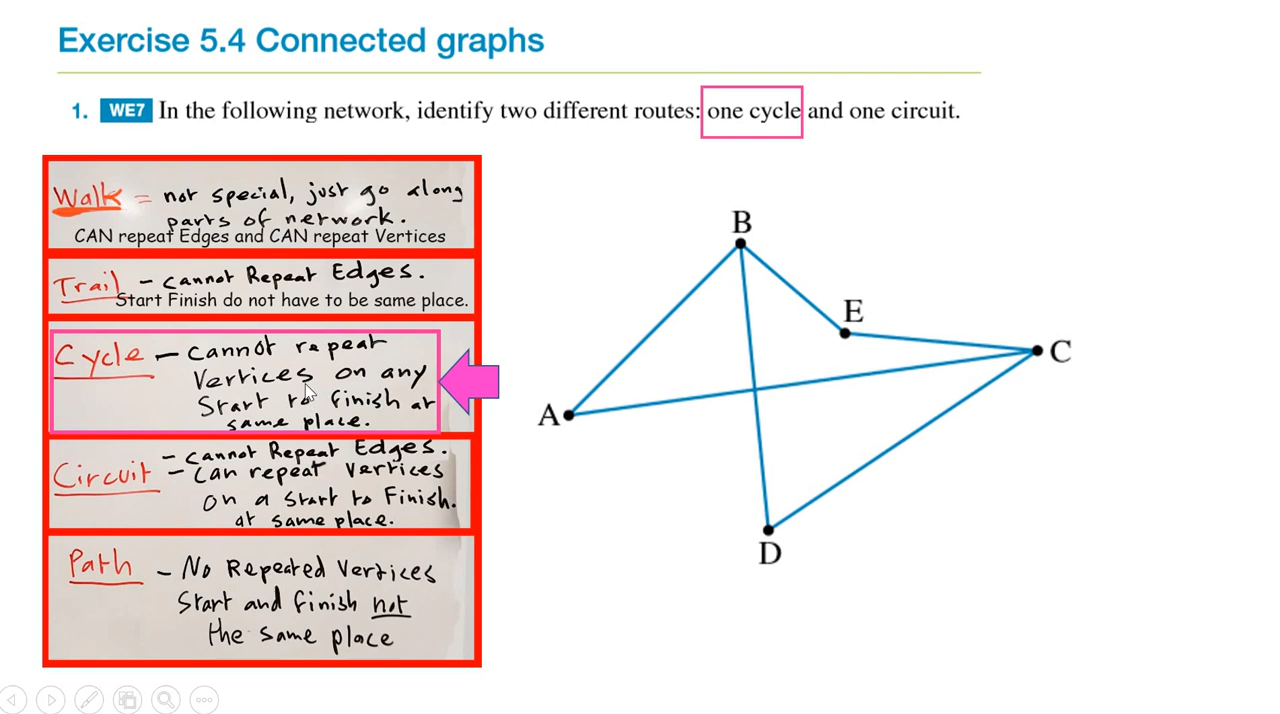 Exercise 5.4 Connected graphs
1. WE7 In the following network, identify two different routes: one cycle and one circuit.
Walk = not special, just go along
parts of network.
CAN repeat Edges and CAN repeat Vertices
Trail - cannot Repeat Edges.
Start Finish do not have to be same place.
Cycle - cannot repeat
Vertices on any
Start to finish at
same place.
- cannot Repeat Edges.
Circuit - can repeat vertices
on a start to Finish.
at same place.
Path - No Repeated Vertices
Start and finish not
the same place
B
E
C
A
D